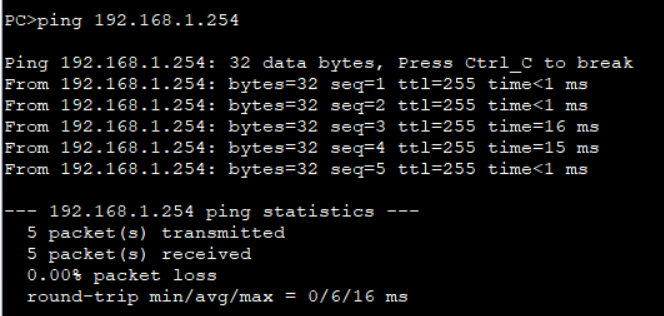 PC>ping 192.168.1.254
Ping 192.168.1.254: 32 data bytes, Press Ctrl_C to break
From 192.168.1.254: bytes=32 seq=1 ttl=255 time<1 ms
From 192.168.1.254: bytes=32 seq=2 ttl=255 time<1 ms
From 192.168.1.254: bytes=32 seq=3 ttl=255 time=16 ms
From 192.168.1.254: bytes=32 seq=4 ttl=255 time=15 ms
From 192.168.1.254: bytes=32 seq=5 ttl=255 time<1 ms
--- 192.168.1.254 ping statistics ---
5 packet(s) transmitted
5 packet(s) received
0.00% packet loss
round-trip min/avg/max = 0/6/16 ms